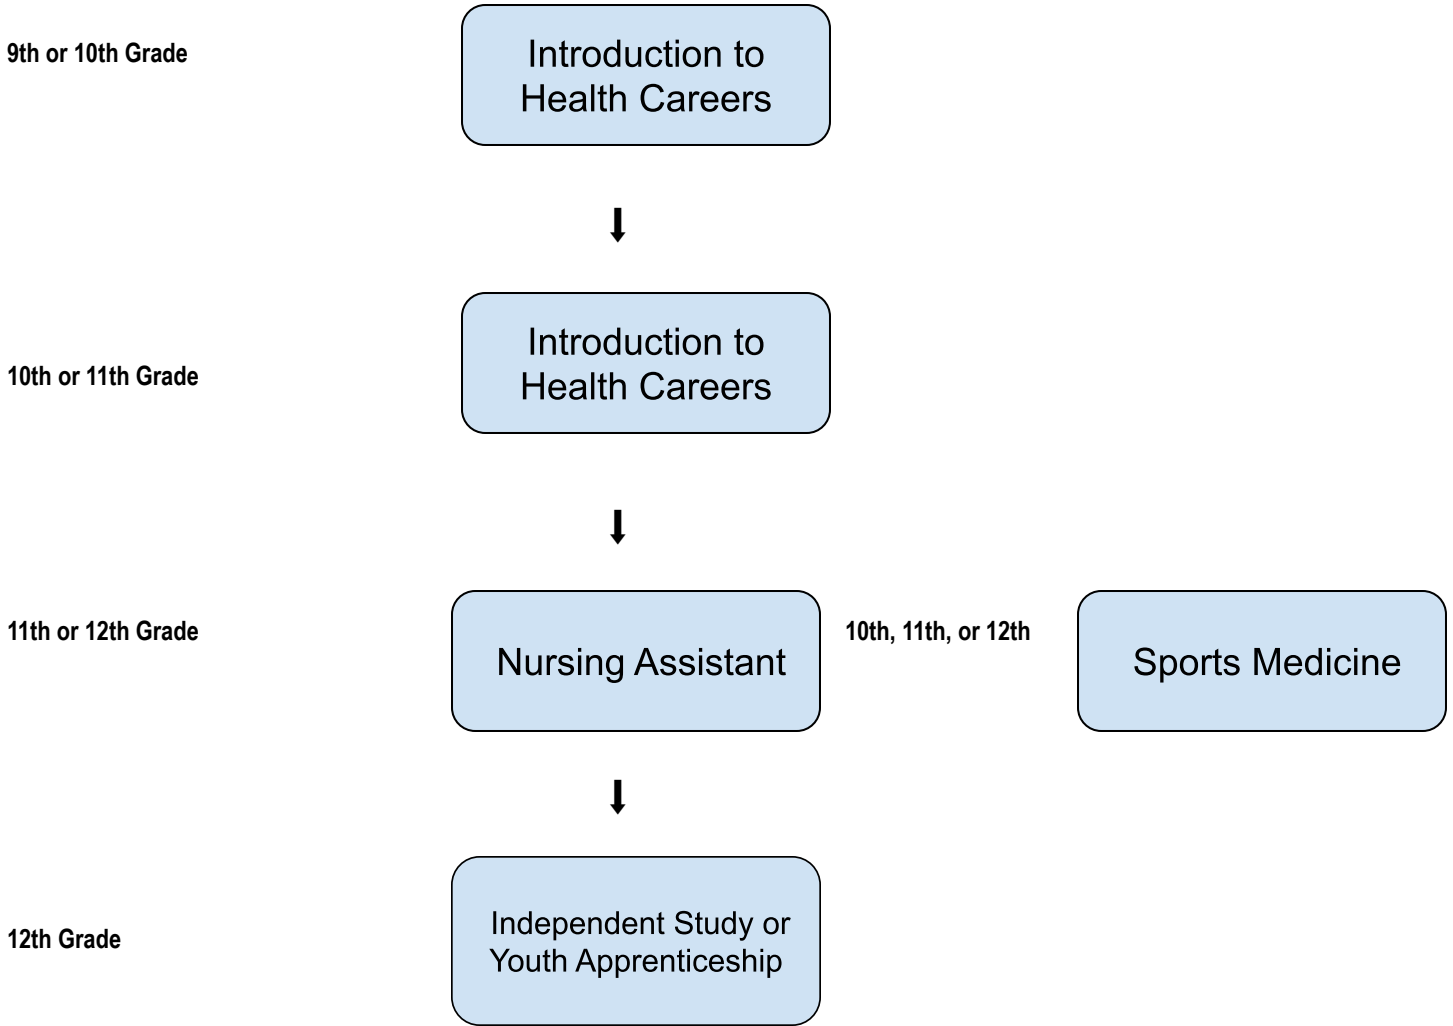 9th or 10th Grade
Introduction to
Health Careers
10th or 11th Grade
Introduction to
Health Careers
11th or 12th Grade
Nursing Assistant
10th, 11th, or 12th
Sports Medicine
12th Grade
Independent Study or
Youth Apprenticeship